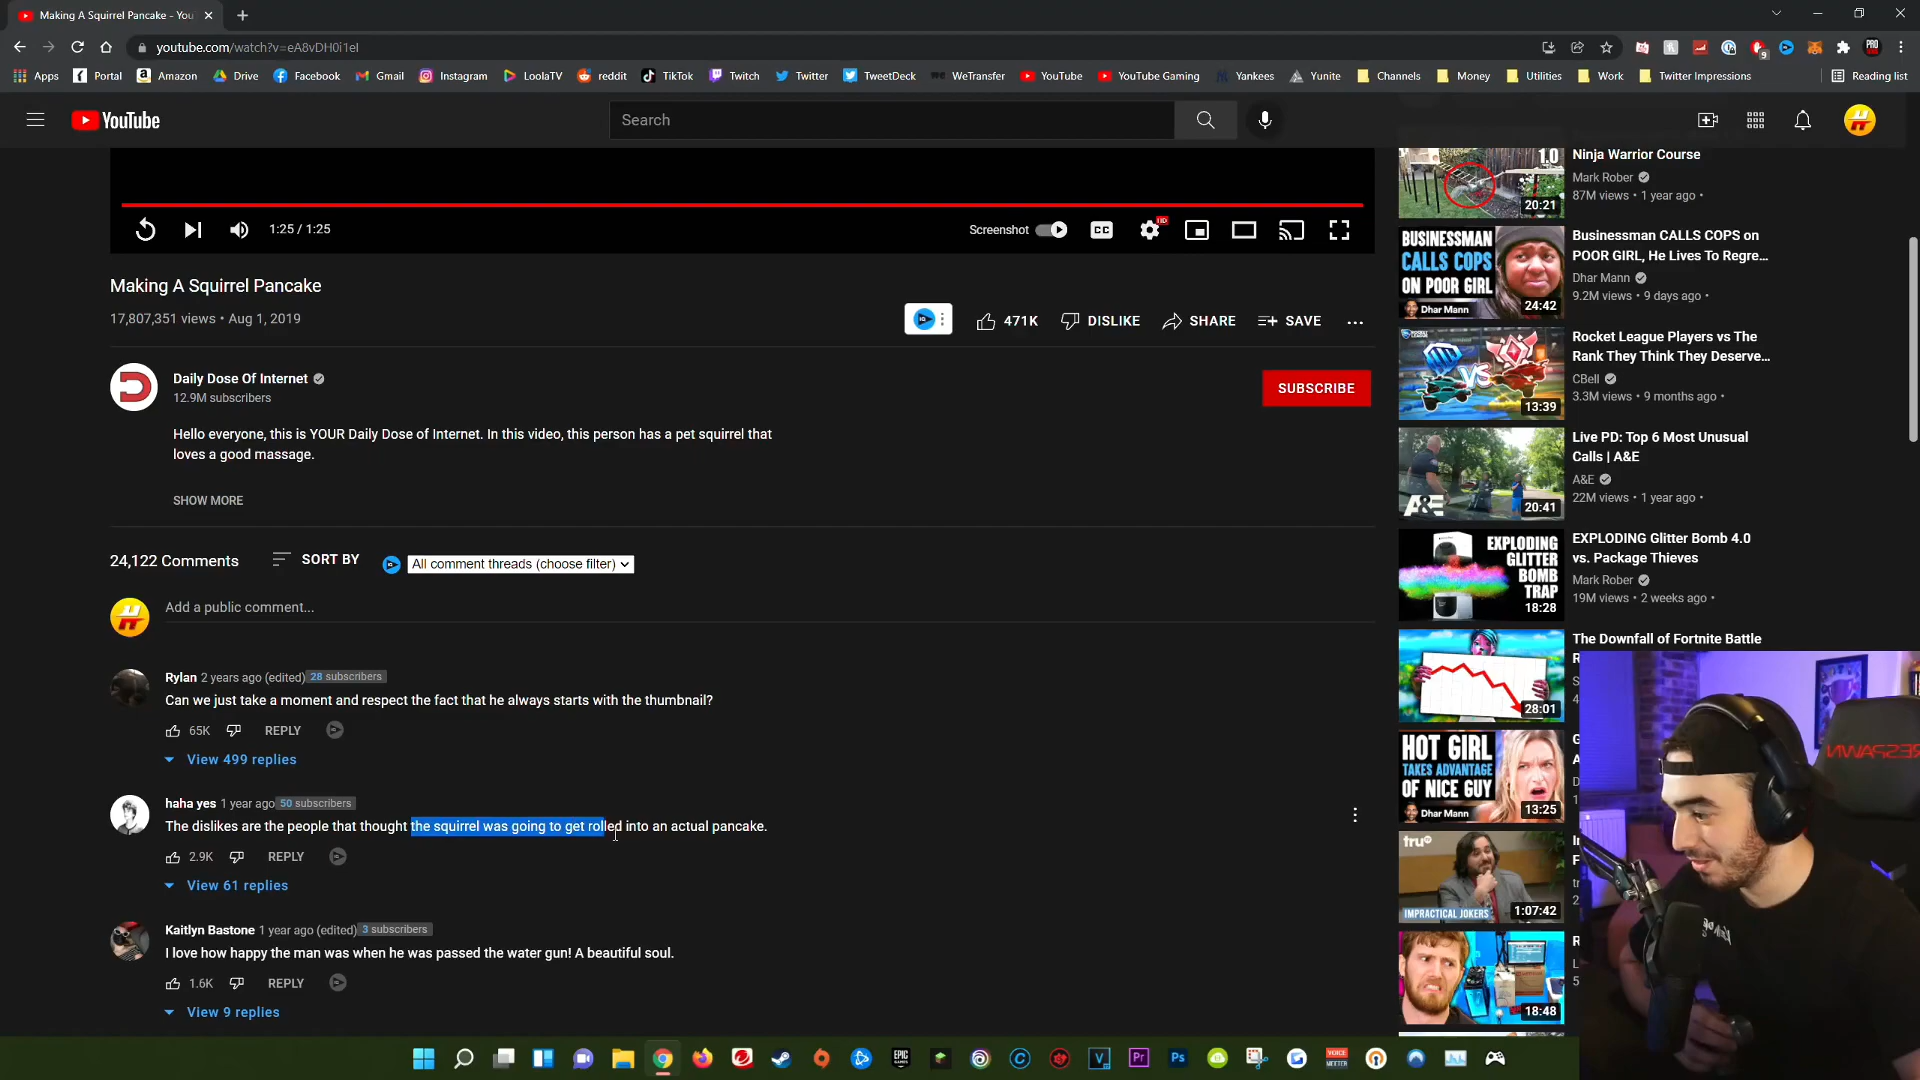 Making A Squirrel Pancake - You
youtube.com/watch?v=eA8vDH0i1eI
Apps Portal Amazon Drive Facebook Gmail Instagram LoolaTV reddit TikTok Twitch Twitter TweetDeck WeTransfer YouTube YouTube Gaming Yankees Yunite Channels Money Utilities Work Twitter Impressions Reading list
YouTube
Search
1:25 / 1:25
Screenshot
CC
HD
Making A Squirrel Pancake
17,807,351 views • Aug 1, 2019
471K DISLIKE SHARE SAVE
Daily Dose Of Internet
12.9M subscribers
SUBSCRIBE
Hello everyone, this is YOUR Daily Dose of Internet. In this video, this person has a pet squirrel that
loves a good massage.
SHOW MORE
24,122 Comments SORT BY All comment threads (choose filter)
Add a public comment...
Rylan 2 years ago (edited) 28 subscribers
Can we just take a moment and respect the fact that he always starts with the thumbnail?
65K REPLY
View 499 replies
haha yes 1 year ago 50 subscribers
The dislikes are the people that thought the squirrel was going to get rolled into an actual pancake.
2.9K REPLY
View 61 replies
Kaitlyn Bastone 1 year ago (edited) 3 subscribers
I love how happy the man was when he was passed the water gun! A beautiful soul.
1.6K REPLY
View 9 replies
1.0
20:21
Ninja Warrior Course
Mark Rober
87M views • 1 year ago •
BUSINESSMAN
CALLS COPS
ON POOR GIRL
Dhar Mann
24:42
Businessman CALLS COPS on
POOR GIRL, He Lives To Regre...
Dhar Mann
9.2M views • 9 days ago •
VS
13:39
Rocket League Players vs The
Rank They Think They Deserve...
CBell
3.3M views • 9 months ago •
A&E
20:41
Live PD: Top 6 Most Unusual
Calls | A&E
A&E
22M views • 1 year ago •
EXPLODING
GLITTER
BOMB
TRAP
18:28
EXPLODING Glitter Bomb 4.0
vs. Package Thieves
Mark Rober
19M views • 2 weeks ago •
28:01
The Downfall of Fortnite Battle
HOT GIRL
TAKES ADVANTAGE
OF NICE GUY
Dhar Mann
13:25
tru
IMPRACTICAL JOKERS
1:07:42
18:48
RESPAWN
EPIC
GAMES
V
Pr
Ps
VOICE
MEETER